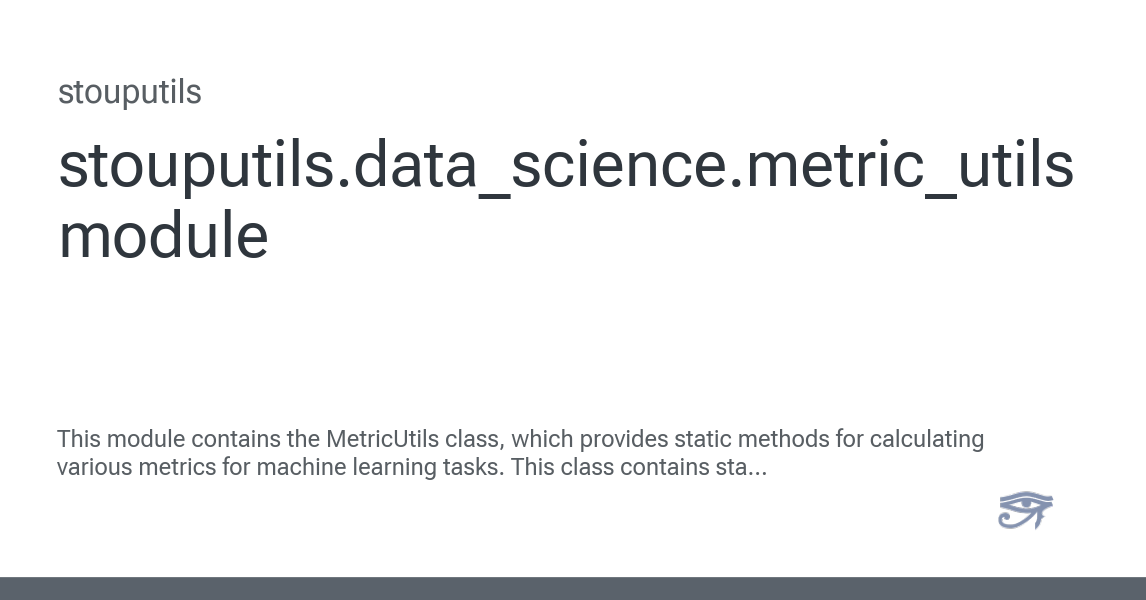 stouputils
stouputils.data_science.metric_utils
module
This module contains the MetricUtils class, which provides static methods for calculating
various metrics for machine learning tasks. This class contains sta...